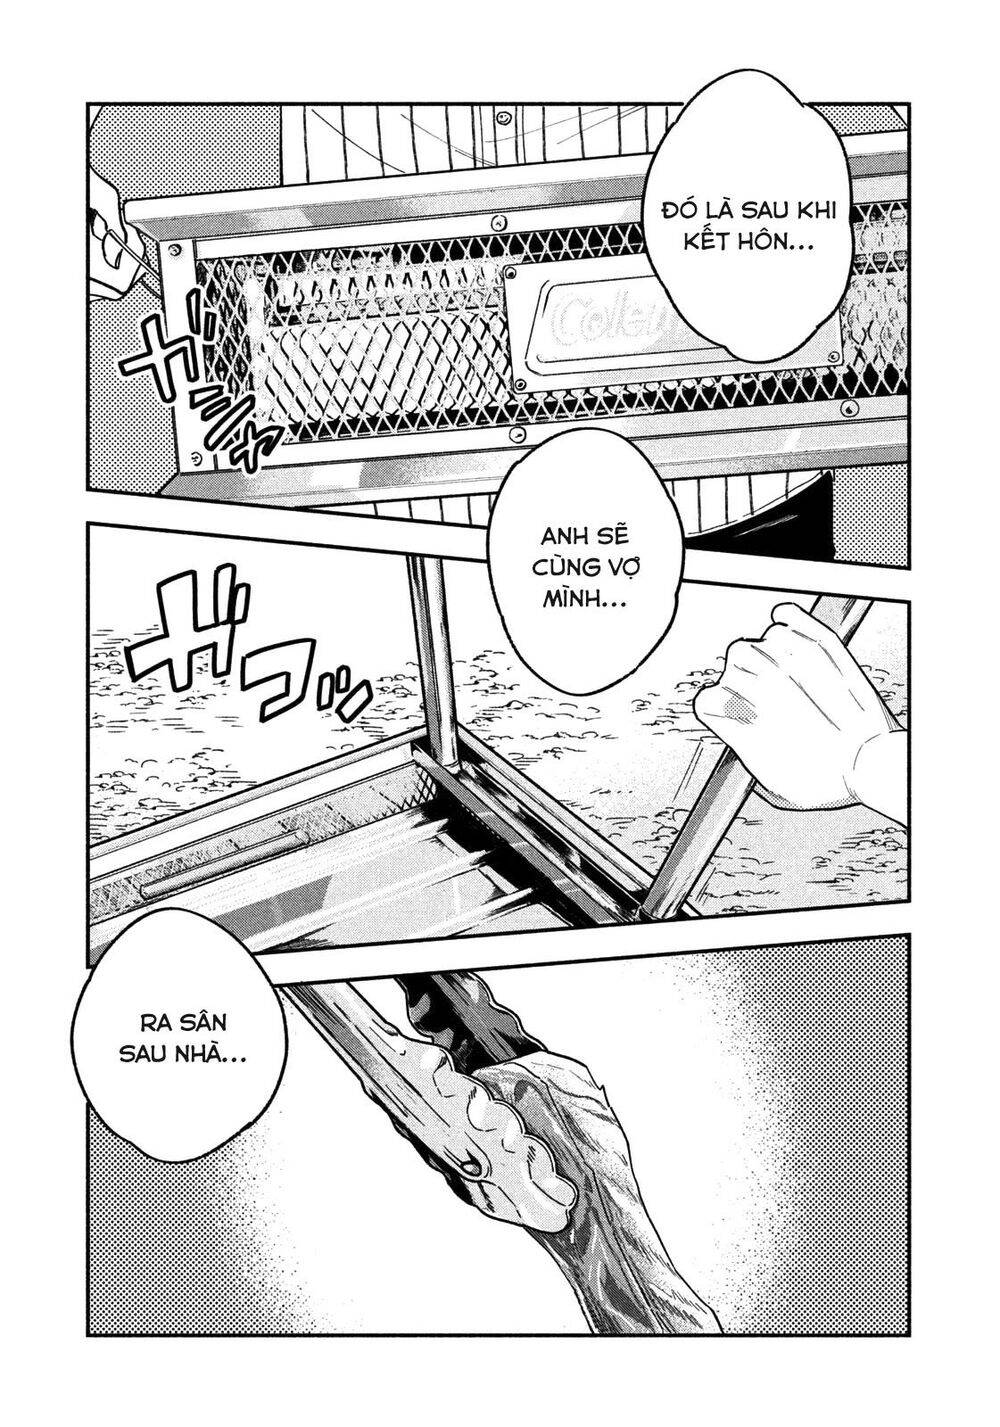 ĐÓ LÀ SAU KHI
KẾT HÔN...
Colem
ガチャ
ANH SẼ
CÙNG VỢ
MÌNH...
ガコッ
RA SÂN
SAU NHÀ...